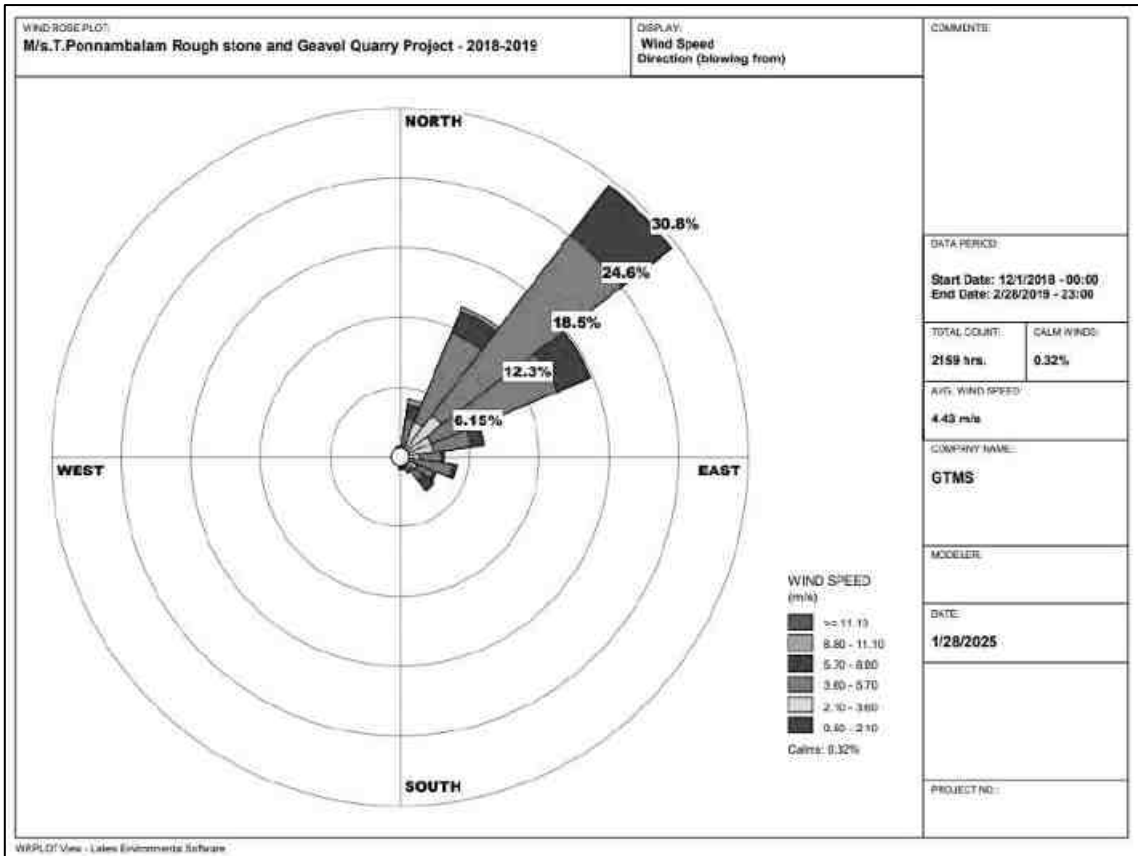 WIND ROSE PLOT:
M/s.T.Ponnambalam Rough stone and Geavel Quarry Project - 2018-2019
DISPLAY:
Wind Speed
Direction (blowing from)
COMMENTS:
NORTH
30.8%
24.6%
18.5%
12.3%
6.15%
WEST
EAST
SOUTH
WIND SPEED
(m/s)
>= 11.10
8.80 - 11.10
5.70 - 8.80
3.60 - 5.70
2.10 - 3.60
0.50 - 2.10
Calms: 0.32%
DATA PERIOD:
Start Date: 12/1/2018 - 00:00
End Date: 2/28/2019 - 23:00
TOTAL COUNT:
2159 hrs.
CALM WINDS:
0.32%
AVG. WIND SPEED:
4.43 m/s
COMPANY NAME:
GTMS
MODELER:
DATE:
1/28/2025
PROJECT NO.:
WRPLOT View - Lakes Environmental Software